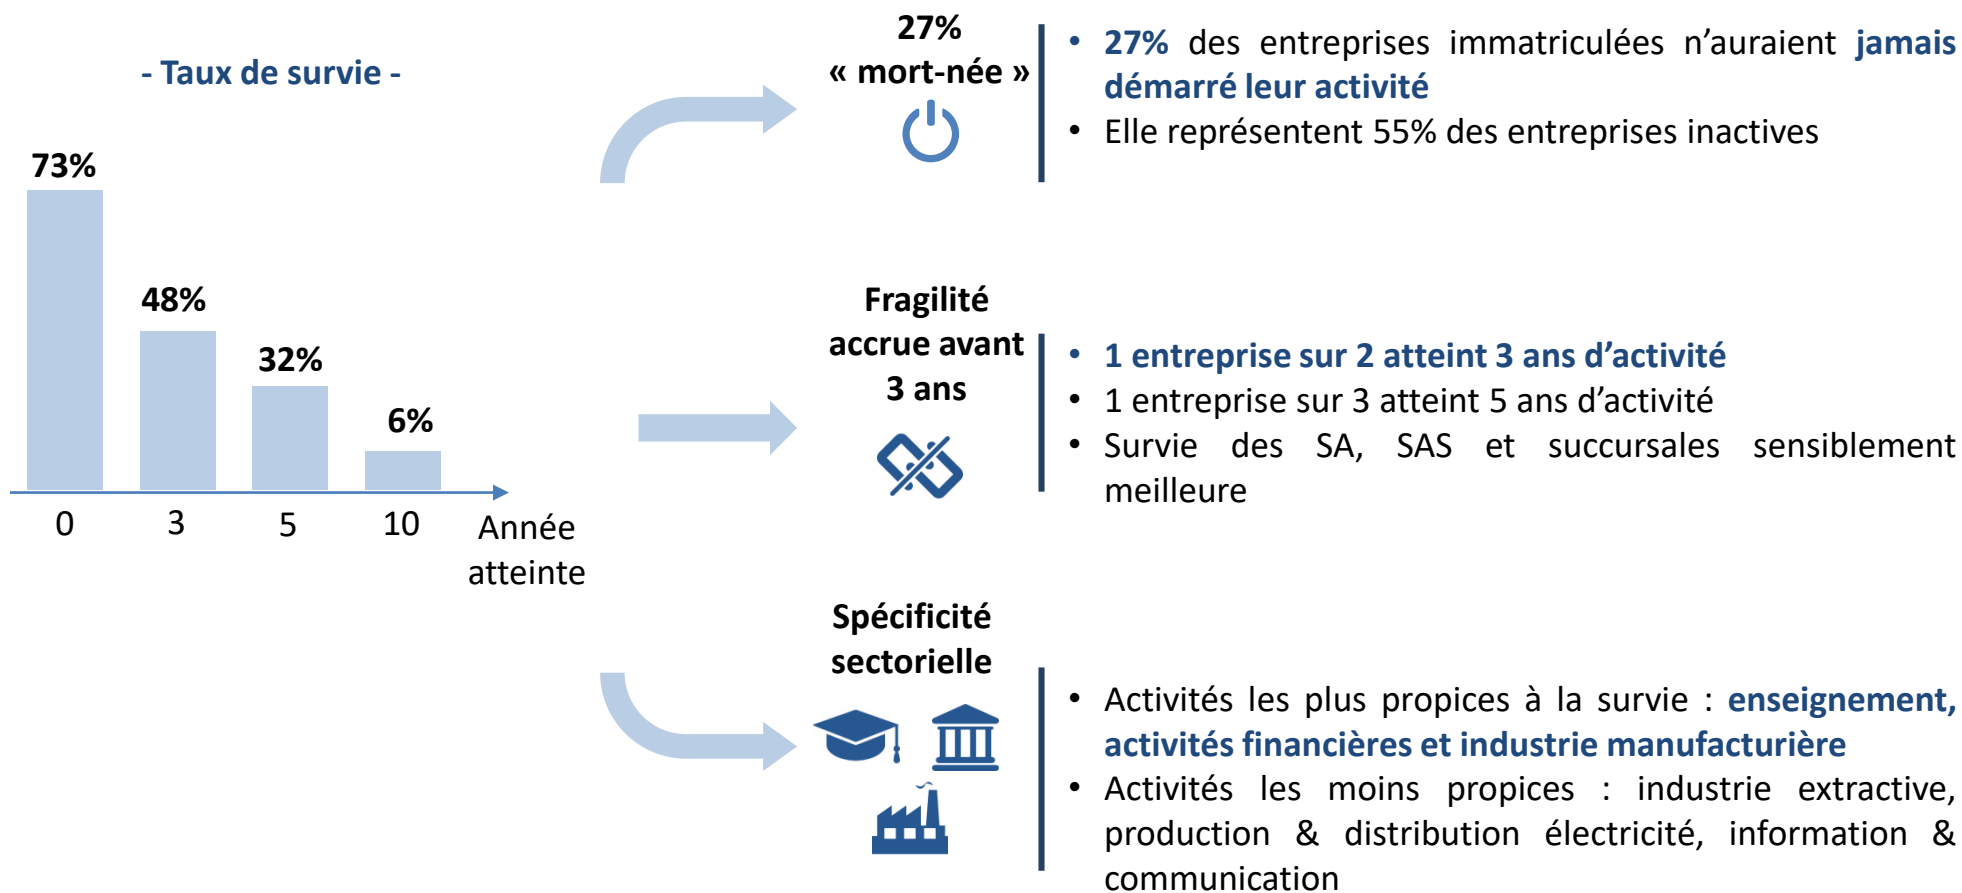 - Taux de survie -
73%
48%
32%
6%
0
3
5
10
Année
atteinte
27%
« mort-née »
• 27% des entreprises immatriculées n’auraient jamais
démarré leur activité
• Elle représentent 55% des entreprises inactives
Fragilité
accrue avant
3 ans
• 1 entreprise sur 2 atteint 3 ans d’activité
• 1 entreprise sur 3 atteint 5 ans d’activité
• Survie des SA, SAS et succursales sensiblement
meilleure
Spécificité
sectorielle
• Activités les plus propices à la survie : enseignement,
activités financières et industrie manufacturière
• Activités les moins propices : industrie extractive,
production & distribution électricité, information &
communication